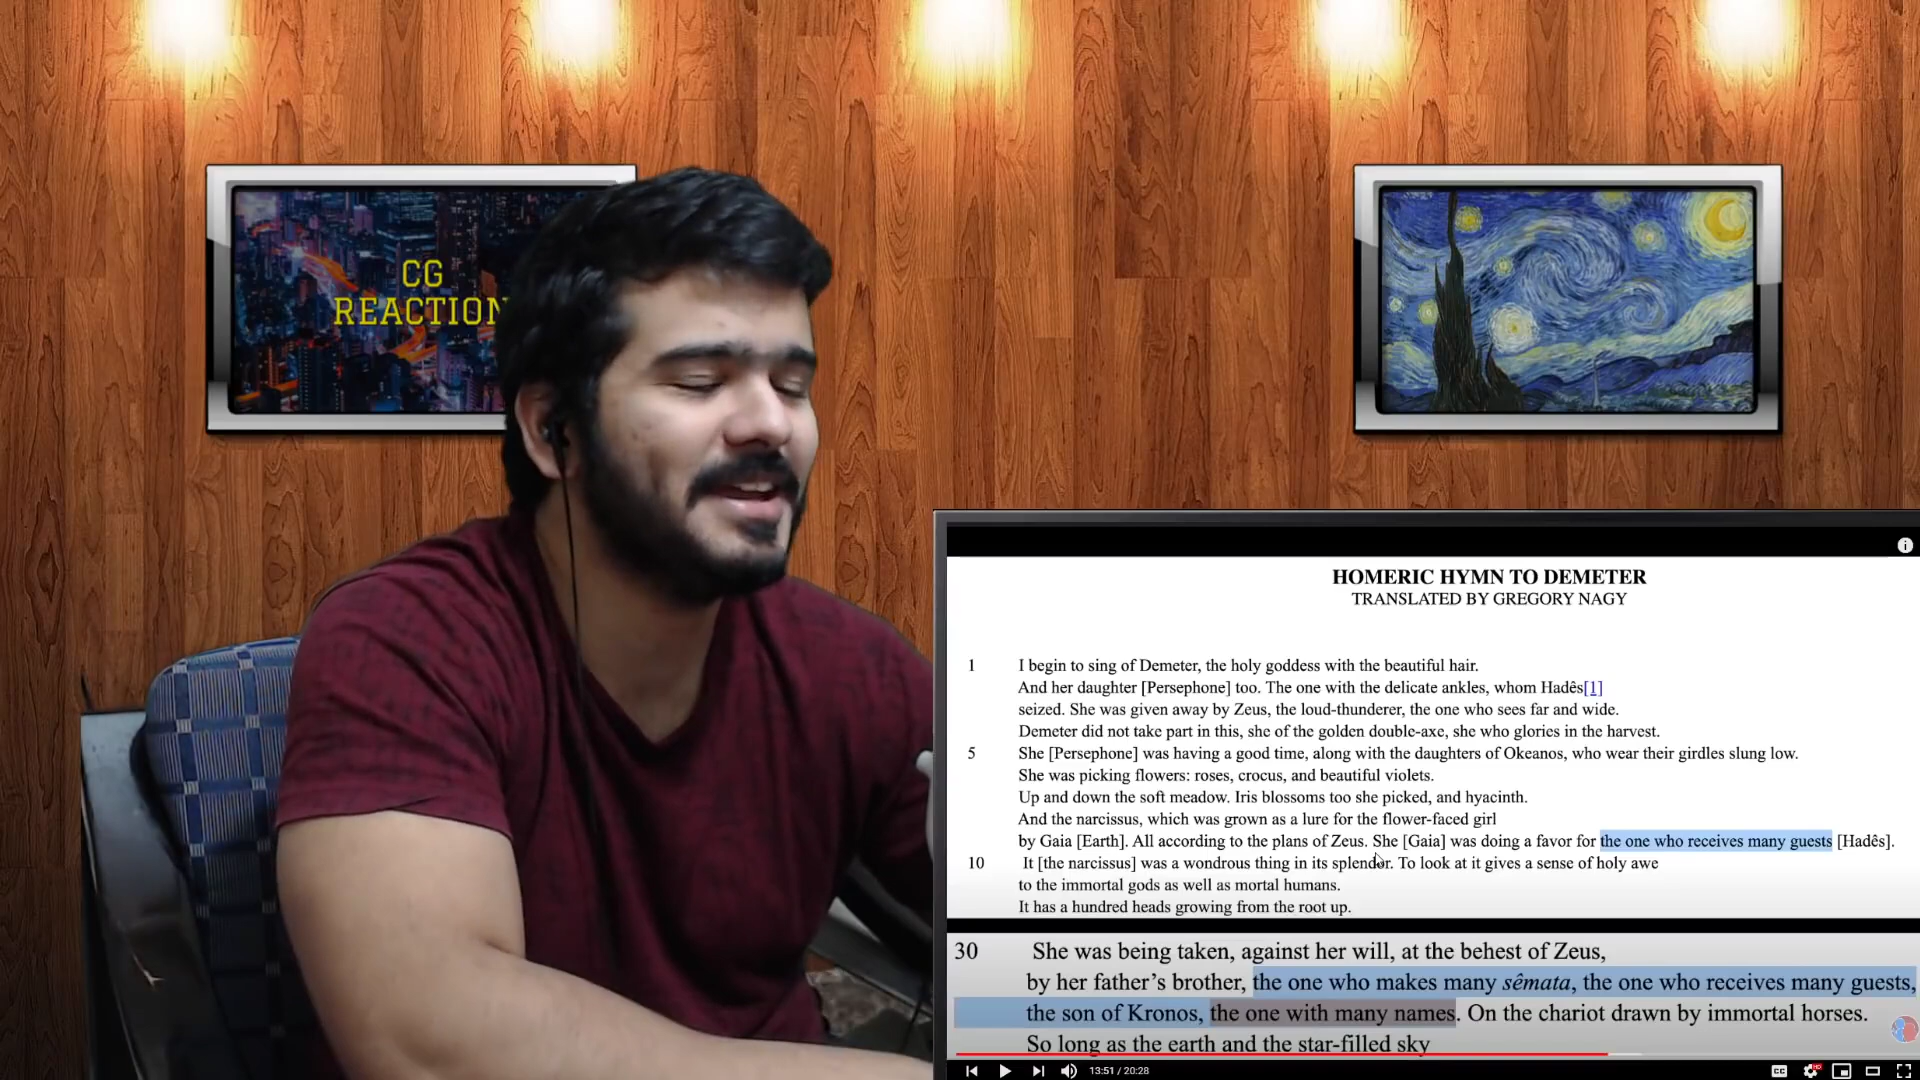 CG
REACTION
HOMERIC HYMN TO DEMETER
TRANSLATED BY GREGORY NAGY
1 I begin to sing of Demeter, the holy goddess with the beautiful hair.
And her daughter [Persephone] too. The one with the delicate ankles, whom Hadês[1]
seized. She was given away by Zeus, the loud-thunderer, the one who sees far and wide.
Demeter did not take part in this, she of the golden double-axe, she who glories in the harvest.
5 She [Persephone] was having a good time, along with the daughters of Okeanos, who wear their girdles slung low.
She was picking flowers: roses, crocus, and beautiful violets.
Up and down the soft meadow. Iris blossoms too she picked, and hyacinth.
And the narcissus, which was grown as a lure for the flower-faced girl
by Gaia [Earth]. All according to the plans of Zeus. She [Gaia] was doing a favor for the one who receives many guests [Hadês].
10 It [the narcissus] was a wondrous thing in its splendor. To look at it gives a sense of holy awe
to the immortal gods as well as mortal humans.
It has a hundred heads growing from the root up.
30 She was being taken, against her will, at the behest of Zeus,
by her father's brother, the one who makes many sêmata, the one who receives many guests,
the son of Kronos, the one with many names. On the chariot drawn by immortal horses.
So long as the earth and the star-filled sky
13:51 / 20:28
CC
HD